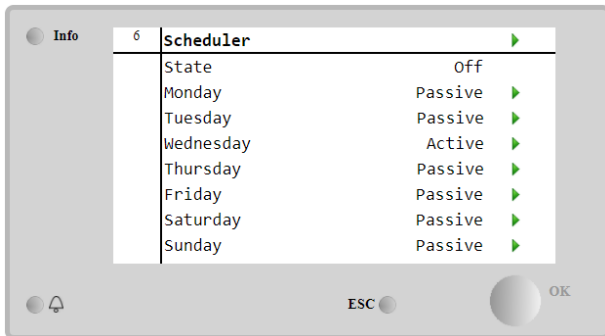 Info
6 Scheduler
State Off
Monday Passive
Tuesday Passive
Wednesday Active
Thursday Passive
Friday Passive
Saturday Passive
Sunday Passive
ESC
OK